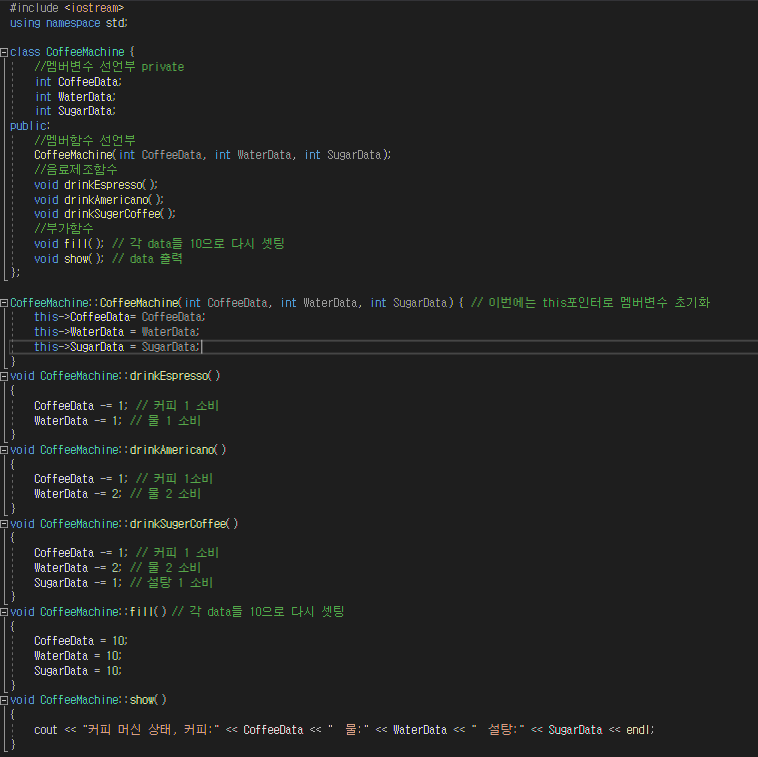 #include <iostream>
using namespace std;
class CoffeeMachine {
//멤버변수 선언부 private
int CoffeeData;
int WaterData;
int SugarData;
public:
//멤버함수 선언부
CoffeeMachine(int CoffeeData, int WaterData, int SugarData);
//음료제조함수
void drinkEspresso();
void drinkAmericano();
void drinkSugerCoffee();
//부가함수
void fill(); // 각 data들 10으로 다시 셋팅
void show(); // data 출력
};
CoffeeMachine::CoffeeMachine(int CoffeeData, int WaterData, int SugarData) { // 이번에는 this포인터로 멤버변수 초기화
this->CoffeeData= CoffeeData;
this->WaterData = WaterData;
this->SugarData = SugarData;
}
void CoffeeMachine::drinkEspresso()
{
CoffeeData -= 1; // 커피 1 소비
WaterData -= 1; // 물 1 소비
}
void CoffeeMachine::drinkAmericano()
{
CoffeeData -= 1; // 커피 1소비
WaterData -= 2; // 물 2 소비
}
void CoffeeMachine::drinkSugerCoffee()
{
CoffeeData -= 1; // 커피 1 소비
WaterData -= 2; // 물 2 소비
SugarData -= 1; // 설탕 1 소비
}
void CoffeeMachine::fill() // 각 data들 10으로 다시 셋팅
{
CoffeeData = 10;
WaterData = 10;
SugarData = 10;
}
void CoffeeMachine::show()
{
cout << "커피 머신 상태, 커피:" << CoffeeData << "  물:" << WaterData << "  설탕:" << SugarData << endl;
}